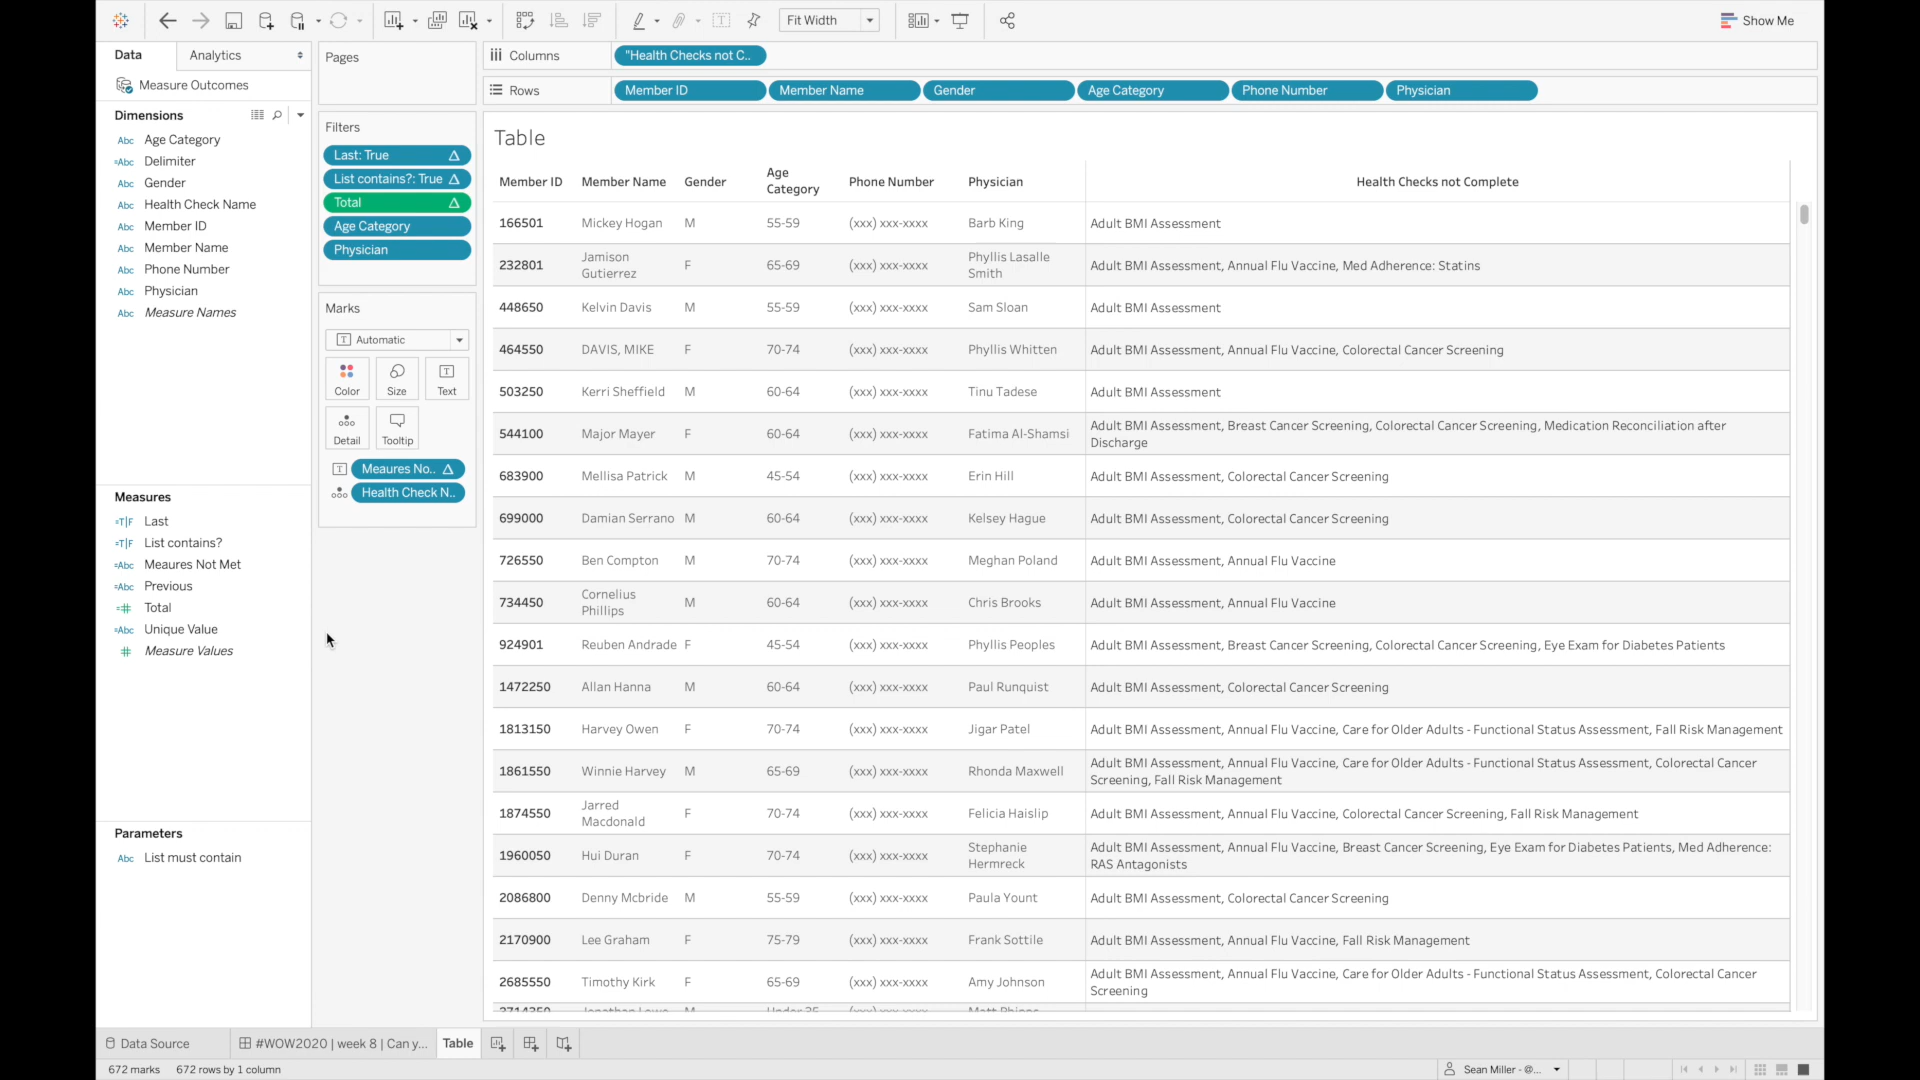 Fit Width
Show Me
Data
Analytics
Measure Outcomes
Dimensions
Abc Age Category
=Abc Delimiter
Abc Gender
Abc Health Check Name
Abc Member ID
Abc Member Name
Abc Phone Number
Abc Physician
Abc Measure Names
Measures
=T|F Last
=T|F List contains?
=Abc Meaures Not Met
=Abc Previous
=# Total
=Abc Unique Value
# Measure Values
Parameters
Abc List must contain
Pages
Filters
Last: True
List contains?: True
Total
Age Category
Physician
Marks
Automatic
Color Size Text
Detail Tooltip
Meaures No..
Health Check N..
Columns "Health Checks not C..
Rows Member ID Member Name Gender Age Category Phone Number Physician
Table
Member ID Member Name Gender Age Category Phone Number Physician Health Checks not Complete
166501 Mickey Hogan M 55-59 (xxx) xxx-xxxx Barb King Adult BMI Assessment
232801 Jamison Gutierrez F 65-69 (xxx) xxx-xxxx Phyllis Lasalle Smith Adult BMI Assessment, Annual Flu Vaccine, Med Adherence: Statins
448650 Kelvin Davis M 55-59 (xxx) xxx-xxxx Sam Sloan Adult BMI Assessment
464550 DAVIS, MIKE F 70-74 (xxx) xxx-xxxx Phyllis Whitten Adult BMI Assessment, Annual Flu Vaccine, Colorectal Cancer Screening
503250 Kerri Sheffield M 60-64 (xxx) xxx-xxxx Tinu Tadese Adult BMI Assessment
544100 Major Mayer F 60-64 (xxx) xxx-xxxx Fatima Al-Shamsi Adult BMI Assessment, Breast Cancer Screening, Colorectal Cancer Screening, Medication Reconciliation after Discharge
683900 Mellisa Patrick M 45-54 (xxx) xxx-xxxx Erin Hill Adult BMI Assessment, Colorectal Cancer Screening
699000 Damian Serrano M 60-64 (xxx) xxx-xxxx Kelsey Hague Adult BMI Assessment, Colorectal Cancer Screening
726550 Ben Compton M 70-74 (xxx) xxx-xxxx Meghan Poland Adult BMI Assessment, Annual Flu Vaccine
734450 Cornelius Phillips M 60-64 (xxx) xxx-xxxx Chris Brooks Adult BMI Assessment, Annual Flu Vaccine
924901 Reuben Andrade F 45-54 (xxx) xxx-xxxx Phyllis Peoples Adult BMI Assessment, Breast Cancer Screening, Colorectal Cancer Screening, Eye Exam for Diabetes Patients
1472250 Allan Hanna M 60-64 (xxx) xxx-xxxx Paul Runquist Adult BMI Assessment, Colorectal Cancer Screening
1813150 Harvey Owen F 70-74 (xxx) xxx-xxxx Jigar Patel Adult BMI Assessment, Annual Flu Vaccine, Care for Older Adults - Functional Status Assessment, Fall Risk Management
1861550 Winnie Harvey M 65-69 (xxx) xxx-xxxx Rhonda Maxwell Adult BMI Assessment, Annual Flu Vaccine, Care for Older Adults - Functional Status Assessment, Colorectal Cancer Screening, Fall Risk Management
1874550 Jarred Macdonald F 70-74 (xxx) xxx-xxxx Felicia Haislip Adult BMI Assessment, Annual Flu Vaccine, Colorectal Cancer Screening, Fall Risk Management
1960050 Hui Duran F 70-74 (xxx) xxx-xxxx Stephanie Hermreck Adult BMI Assessment, Annual Flu Vaccine, Breast Cancer Screening, Eye Exam for Diabetes Patients, Med Adherence: RAS Antagonists
2086800 Denny Mcbride M 55-59 (xxx) xxx-xxxx Paula Yount Adult BMI Assessment, Colorectal Cancer Screening
2170900 Lee Graham F 75-79 (xxx) xxx-xxxx Frank Sottile Adult BMI Assessment, Annual Flu Vaccine, Fall Risk Management
2685550 Timothy Kirk F 65-69 (xxx) xxx-xxxx Amy Johnson Adult BMI Assessment, Annual Flu Vaccine, Care for Older Adults - Functional Status Assessment, Colorectal Cancer Screening
Data Source #WOW2020 | week 8 | Can y... Table
672 marks 672 rows by 1 column Sean Miller - @...